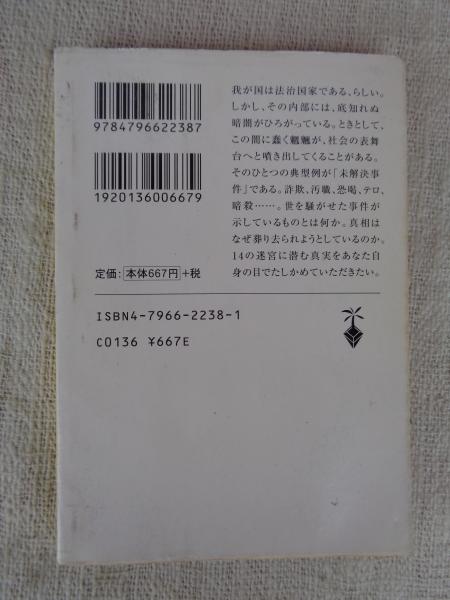 9784796622387
1920136006679
定価：本体667円＋税
ISBN4-7966-2238-1
C0136 ¥667E
我が国は法治国家である、らしい。
しかし、その内部には、底知れぬ
暗闇がひろがっている。ときとして、
この闇に蠢く魑魅が、社会の表舞
台へと噴き出してくることがある。
そのひとつの典型例が「未解決事
件」である。詐欺、汚職、恐喝、テロ、
暗殺……。世を騒がせた事件が
示しているものとは何か。真相は
なぜ葬り去られようとしているのか。
14の迷宮に潜む真実をあなた自
身の目でたしかめていただきたい。